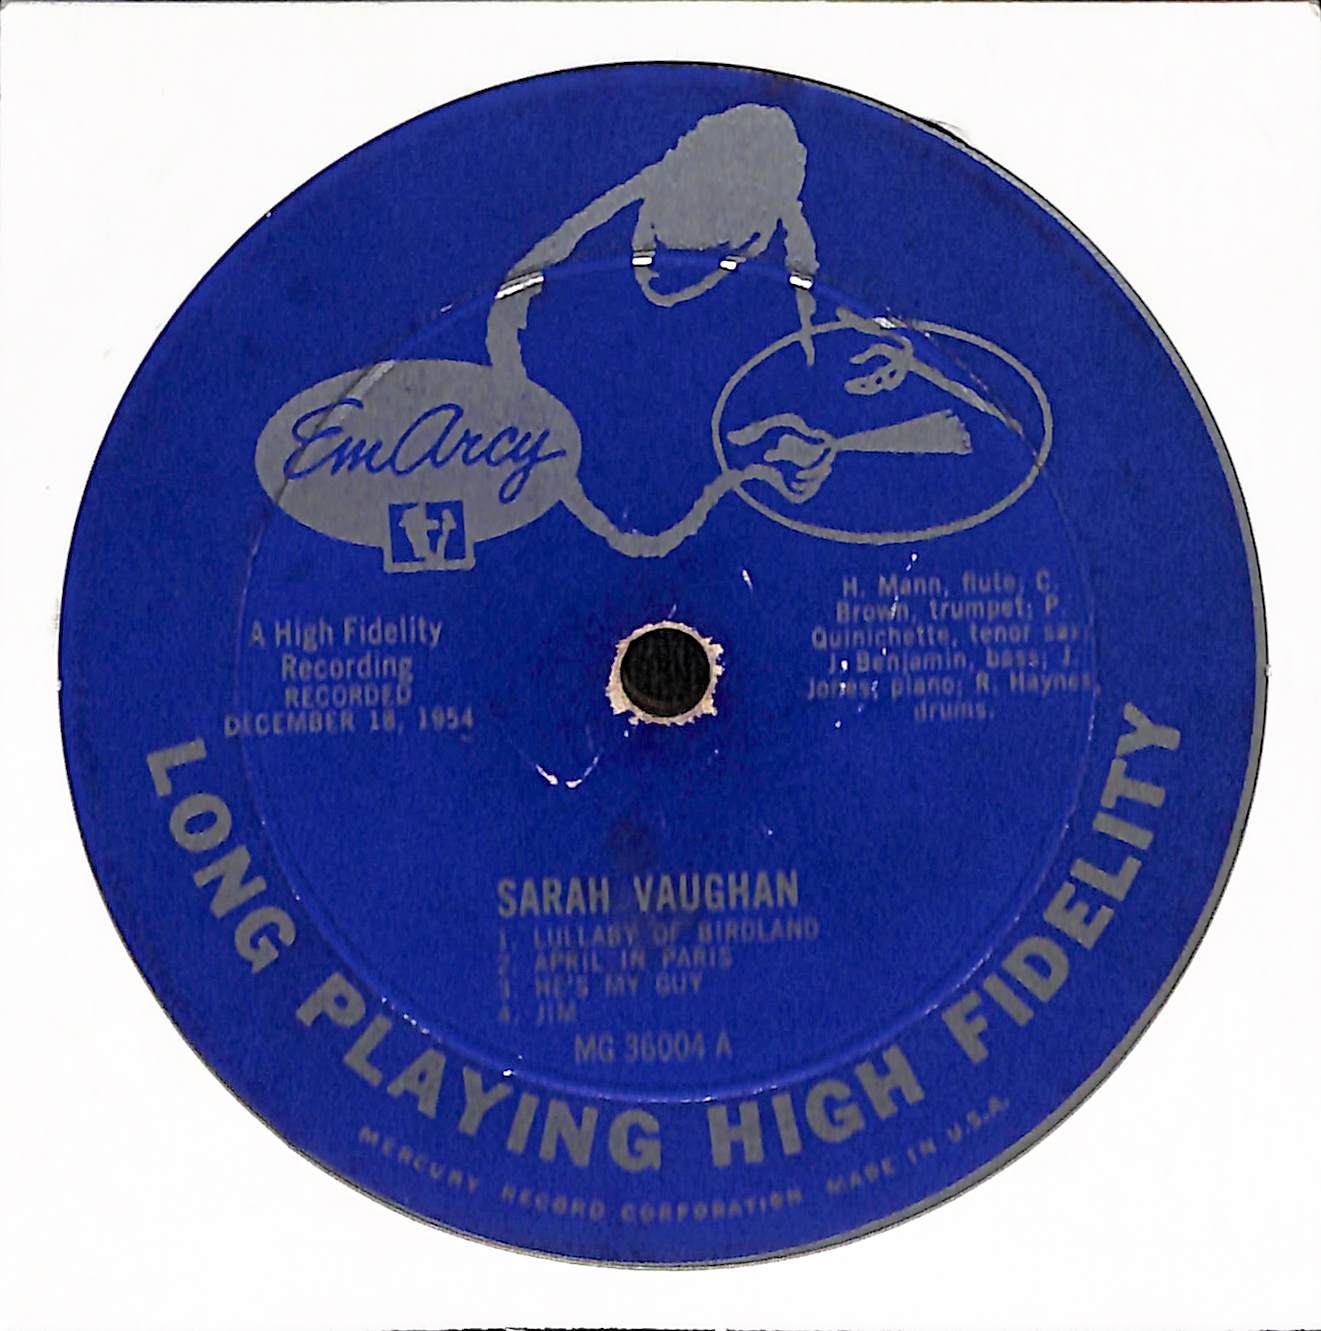 EmArcy
A High Fidelity
Recording
RECORDED
DECEMBER 18, 1954
H. Mann, flute; C.
Brown, trumpet; P.
Quinichette, tenor sax;
J. Benjamin, bass; J.
Jones, piano; R. Haynes,
drums.
SARAH VAUGHAN
1. LULLABY OF BIRDLAND
2. APRIL IN PARIS
3. HE'S MY GUY
4. JIM
MG 36004 A
LONG PLAYING HIGH FIDELITY
MERCURY RECORD CORPORATION MADE IN U.S.A.